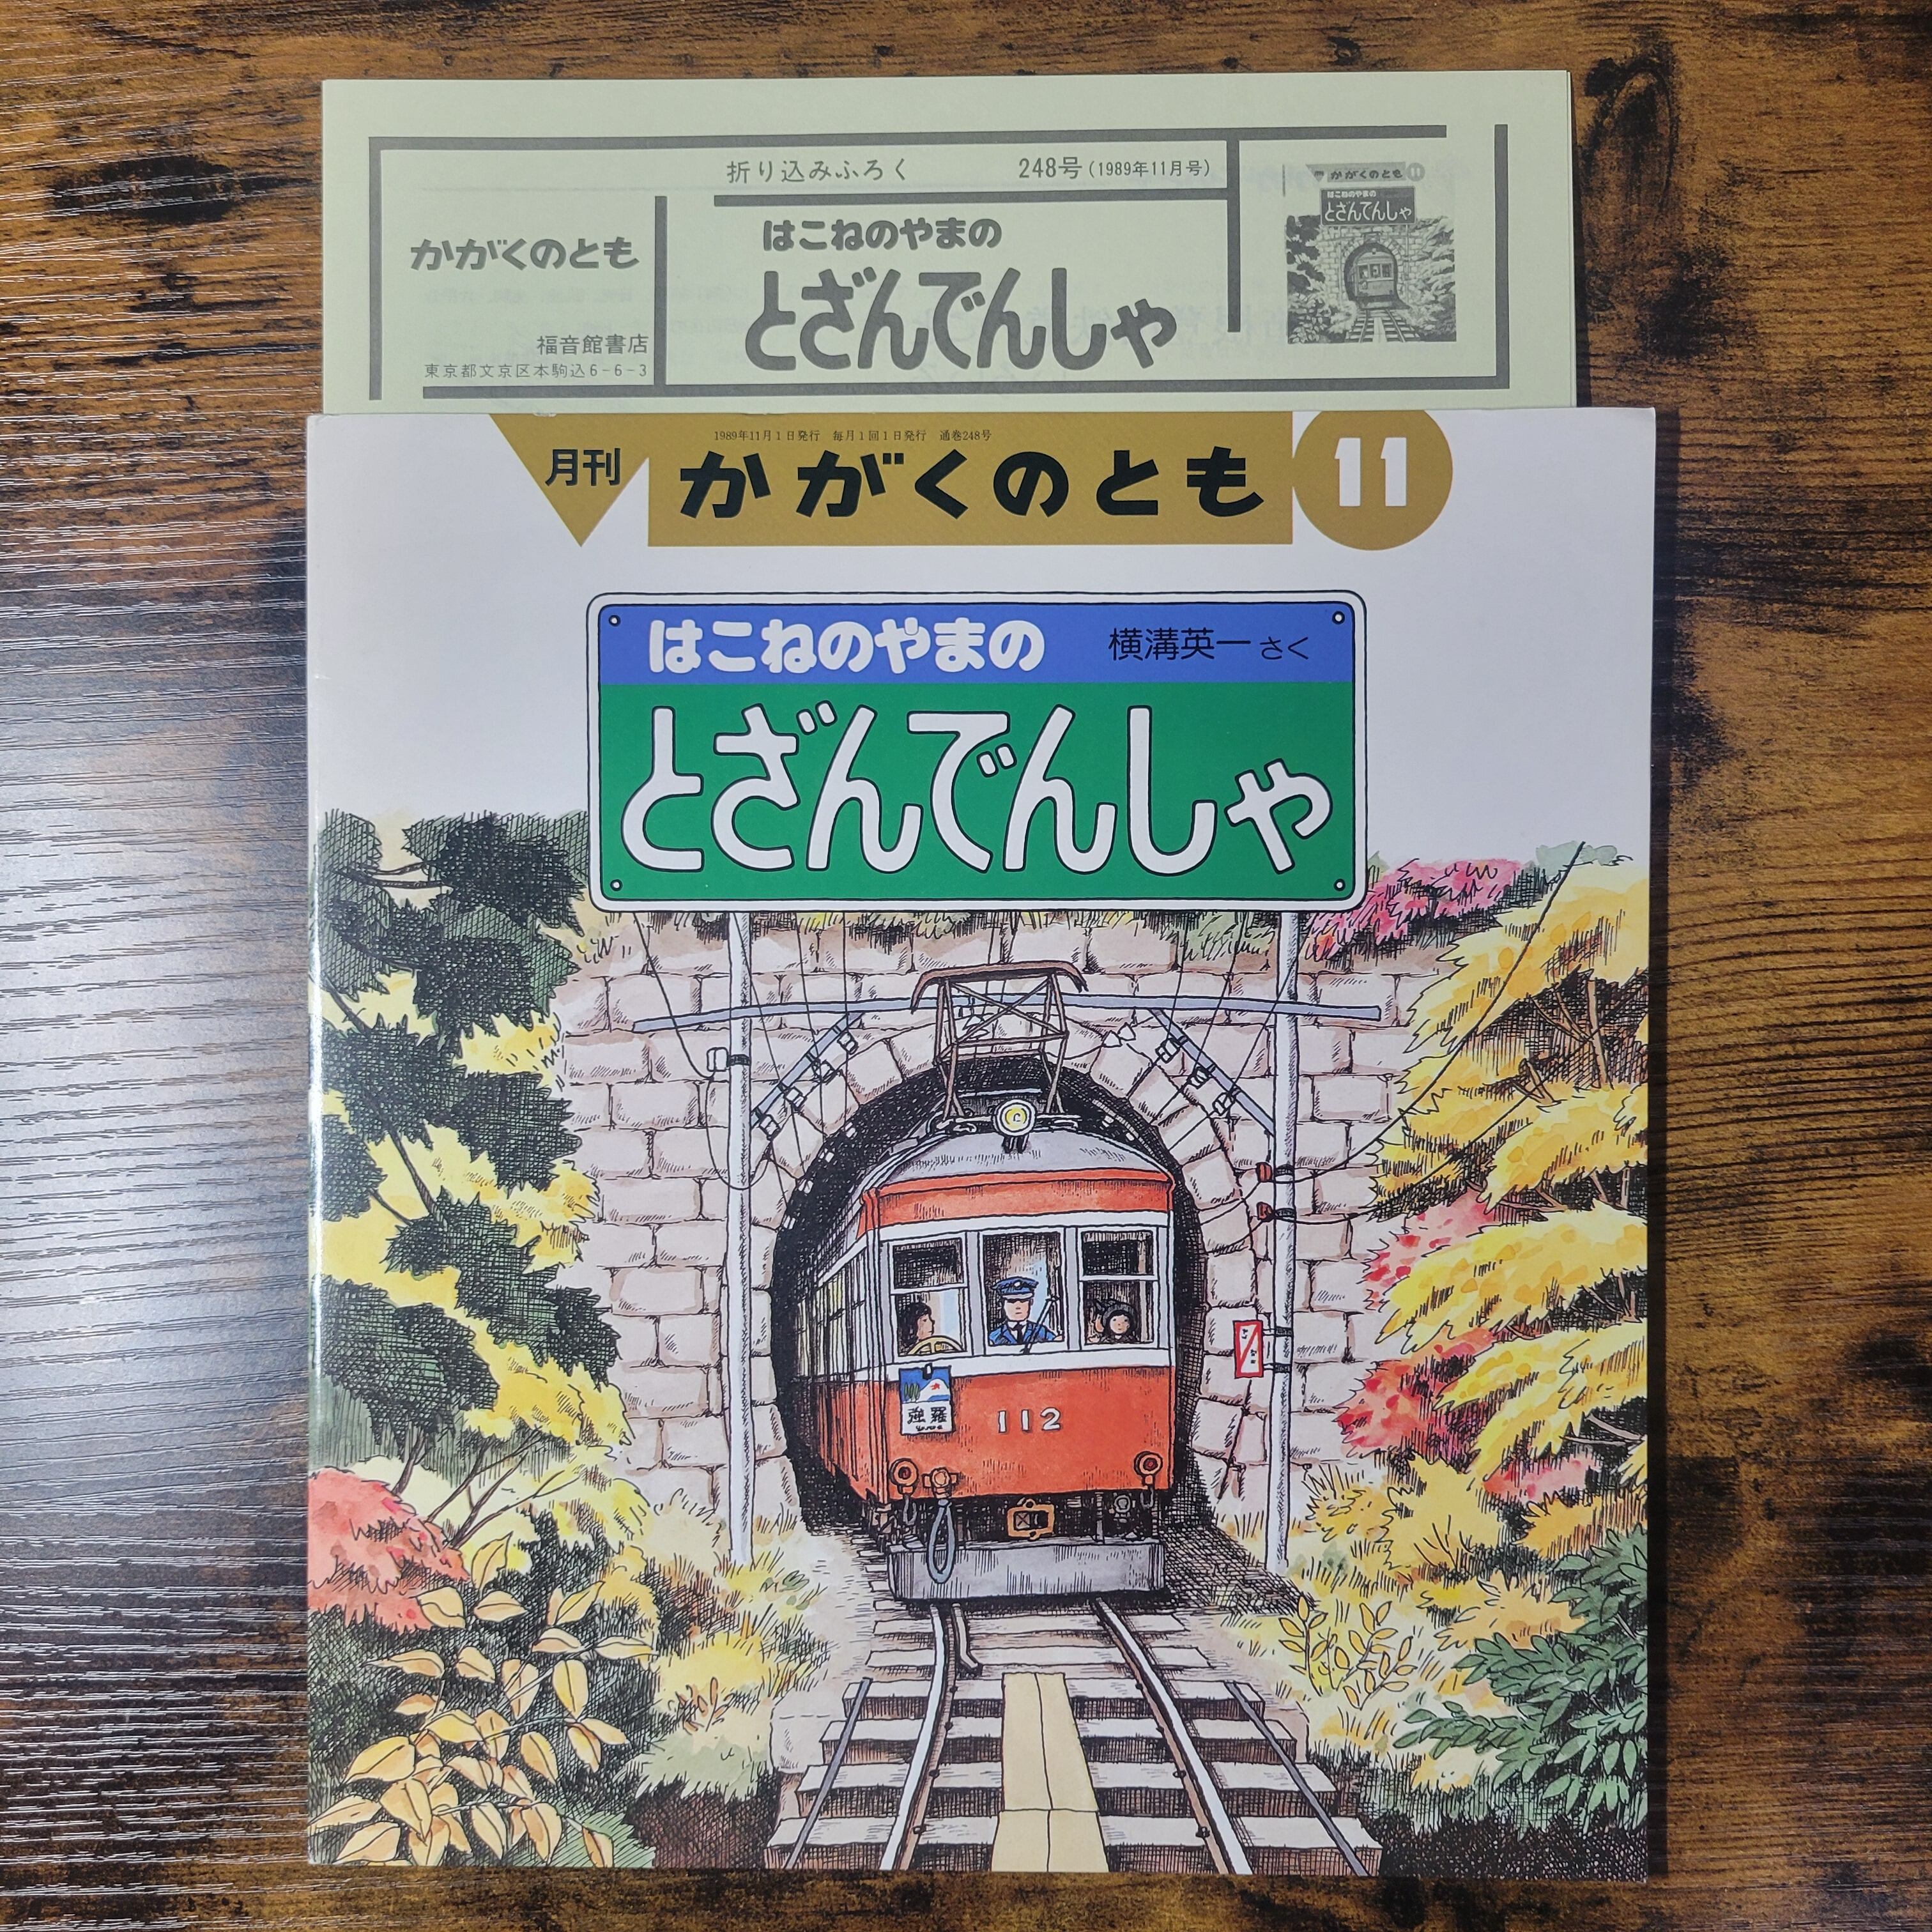 折り込みふろく 248号(1989年11月号)
かがくのとも
はこねのやまの
とざんでんしゃ
福音館書店
東京都文京区本駒込6-6-3
かがくのとも 11
はこねのやまの
とざんでんしゃ
1989年11月1日発行 毎月1回1日発行 通巻248号
月刊 かがくのとも 11
はこねのやまの 横溝英一 さく
とざんでんしゃ
強羅
112